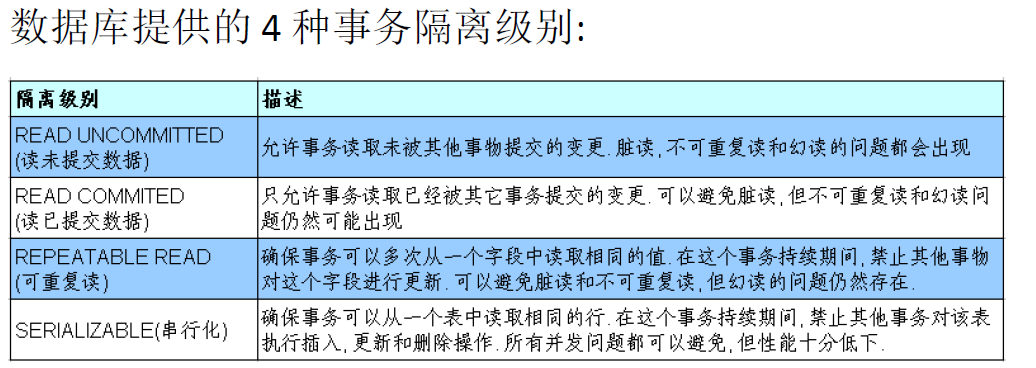 数据库提供的 4 种事务隔离级别:
隔离级别
描述
READ UNCOMMITTED
(读未提交数据)
允许事务读取未被其他事物提交的变更.脏读,不可重复读和幻读的问题都会出现
READ COMMITED
(读已提交数据)
只允许事务读取已经被其它事务提交的变更.可以避免脏读,但不可重复读和幻读问
题仍然可能出现
REPEATABLE READ
(可重复读)
确保事务可以多次从一个字段中读取相同的值.在这个事务持续期间,禁止其他事物
对这个字段进行更新.可以避免脏读和不可重复读,但幻读的问题仍然存在.
SERIALIZABLE(串行化)
确保事务可以从一个表中读取相同的行.在这个事务持续期间,禁止其他事务对该表
执行插入,更新和删除操作.所有并发问题都可以避免,但性能十分低下.